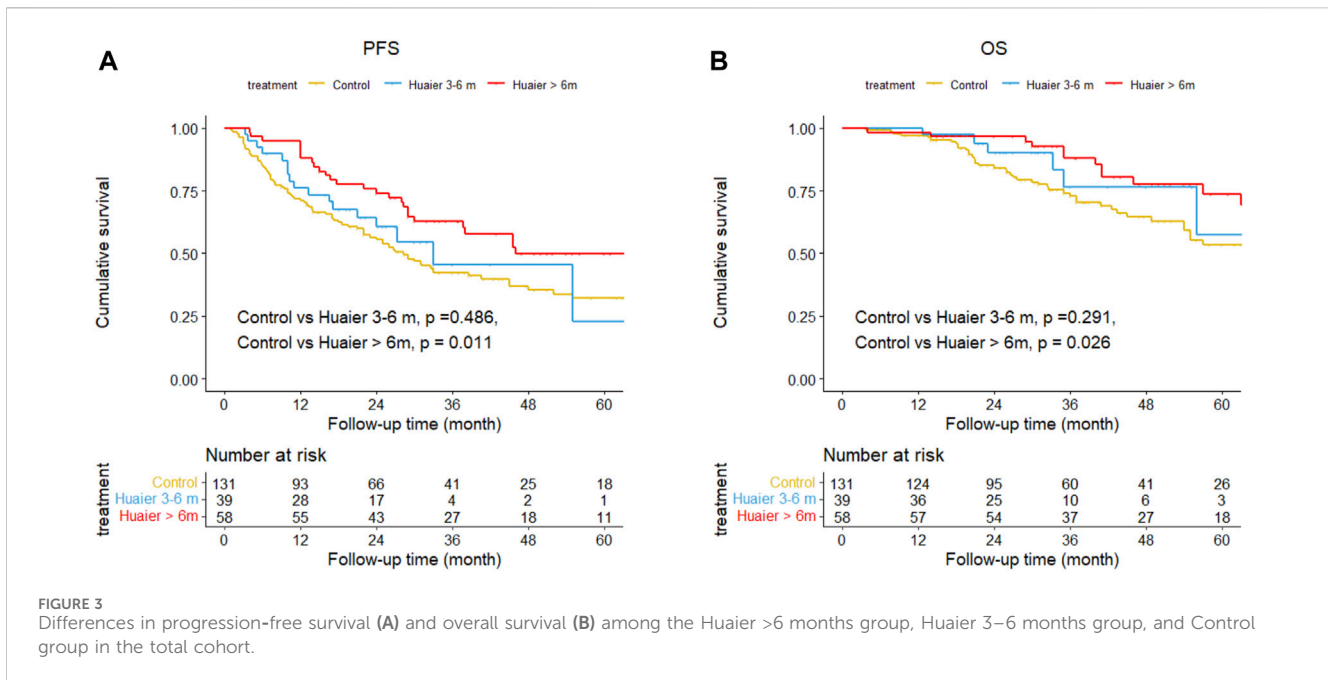 A
PFS
treatment Control Huaier 3-6 m Huaier > 6m
Cumulative survival
1.00
0.75
0.50
0.25
0.00
Control vs Huaier 3-6 m, p =0.486,
Control vs Huaier > 6m, p = 0.011
0 12 24 36 48 60
Follow-up time (month)
Number at risk
treatment
Control 131 93 66 41 25 18
Huaier 3-6 m 39 28 17 4 2 1
Huaier > 6m 58 55 43 27 18 11
0 12 24 36 48 60
Follow-up time (month)
B
OS
treatment Control Huaier 3-6 m Huaier > 6m
Cumulative survival
1.00
0.75
0.50
0.25
0.00
Control vs Huaier 3-6 m, p =0.291,
Control vs Huaier > 6m, p = 0.026
0 12 24 36 48 60
Follow-up time (month)
Number at risk
treatment
Control 131 124 95 60 41 26
Huaier 3-6 m 39 36 25 10 6 3
Huaier > 6m 58 57 54 37 27 18
0 12 24 36 48 60
Follow-up time (month)
FIGURE 3
Differences in progression-free survival (A) and overall survival (B) among the Huaier >6 months group, Huaier 3–6 months group, and Control
group in the total cohort.